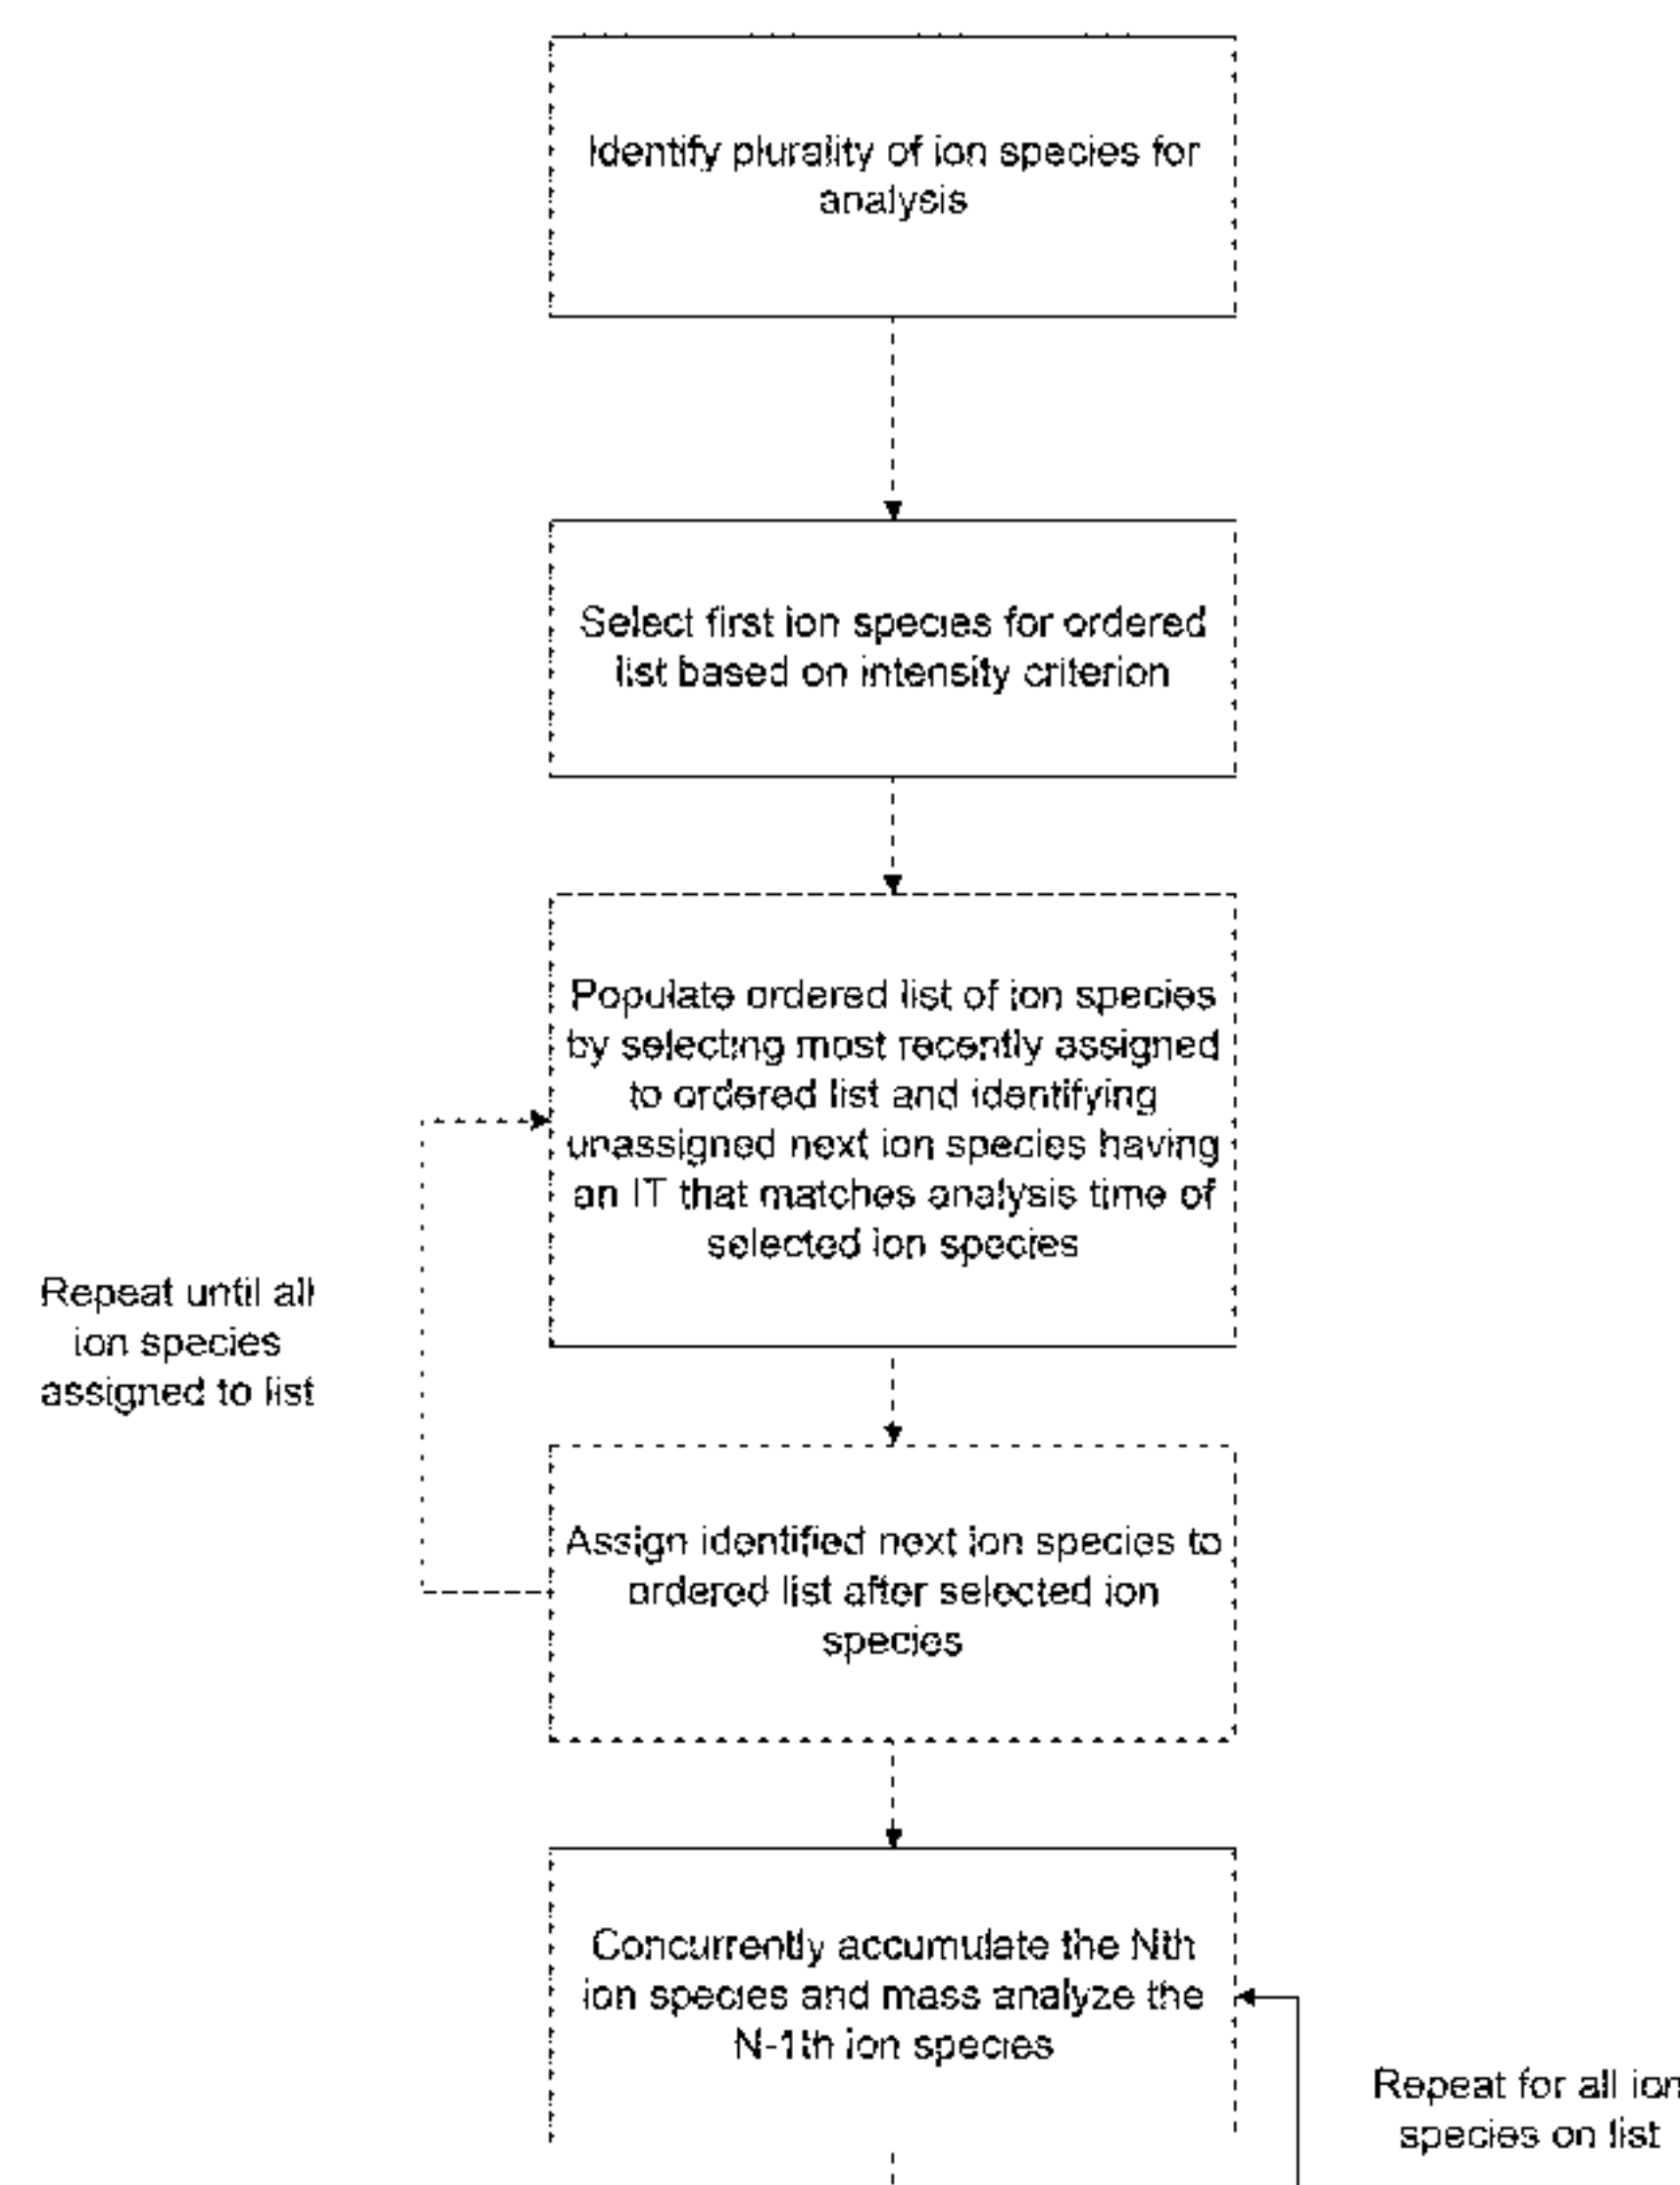 Identify plurality of ion species for
analysis
Select first ion species for ordered
list based on intensity criterion
Populate ordered list of ion species
by selecting most recently assigned
to ordered list and identifying
unassigned next ion species having
an IT that matches analysis time of
selected ion species
Repeat until all
ion species
assigned to list
Assign identified next ion species to
ordered list after selected ion
species
Concurrently accumulate the Nth
ion species and mass analyze the
N-1th ion species
Repeat for all ion
species on list